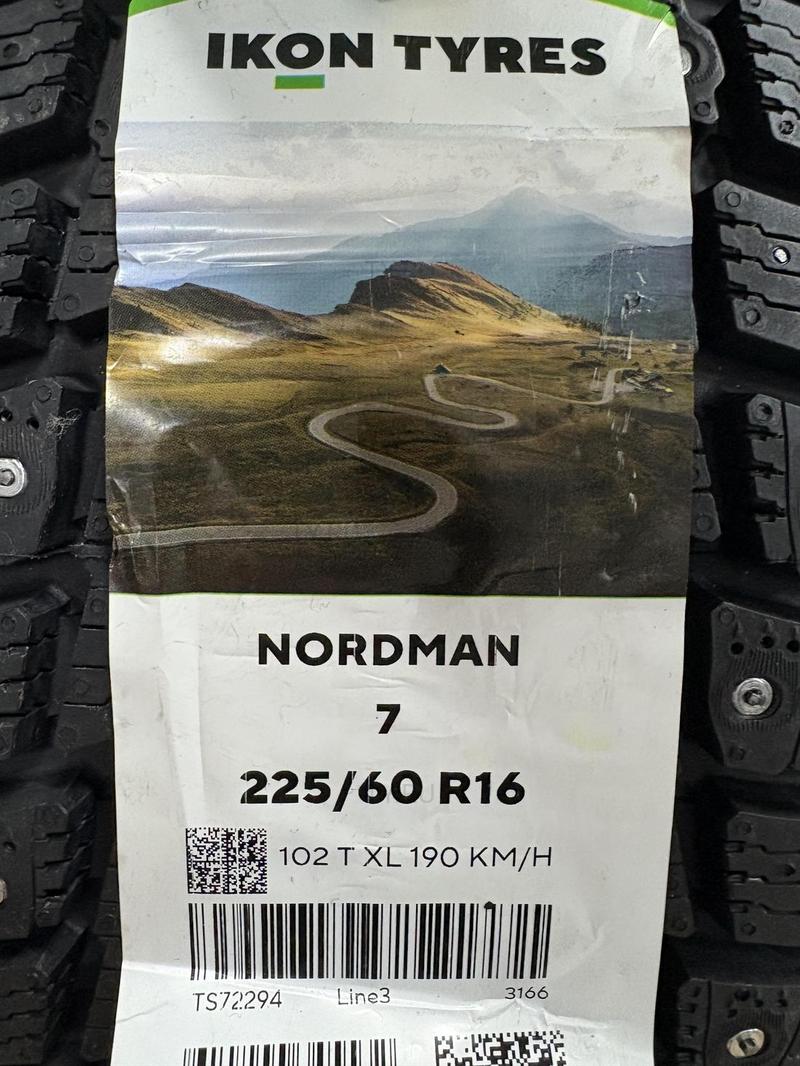 IKON TYRES
NORDMAN
7
225/60 R16
102 T XL 190 KM/H
TS72294 Line3 3166